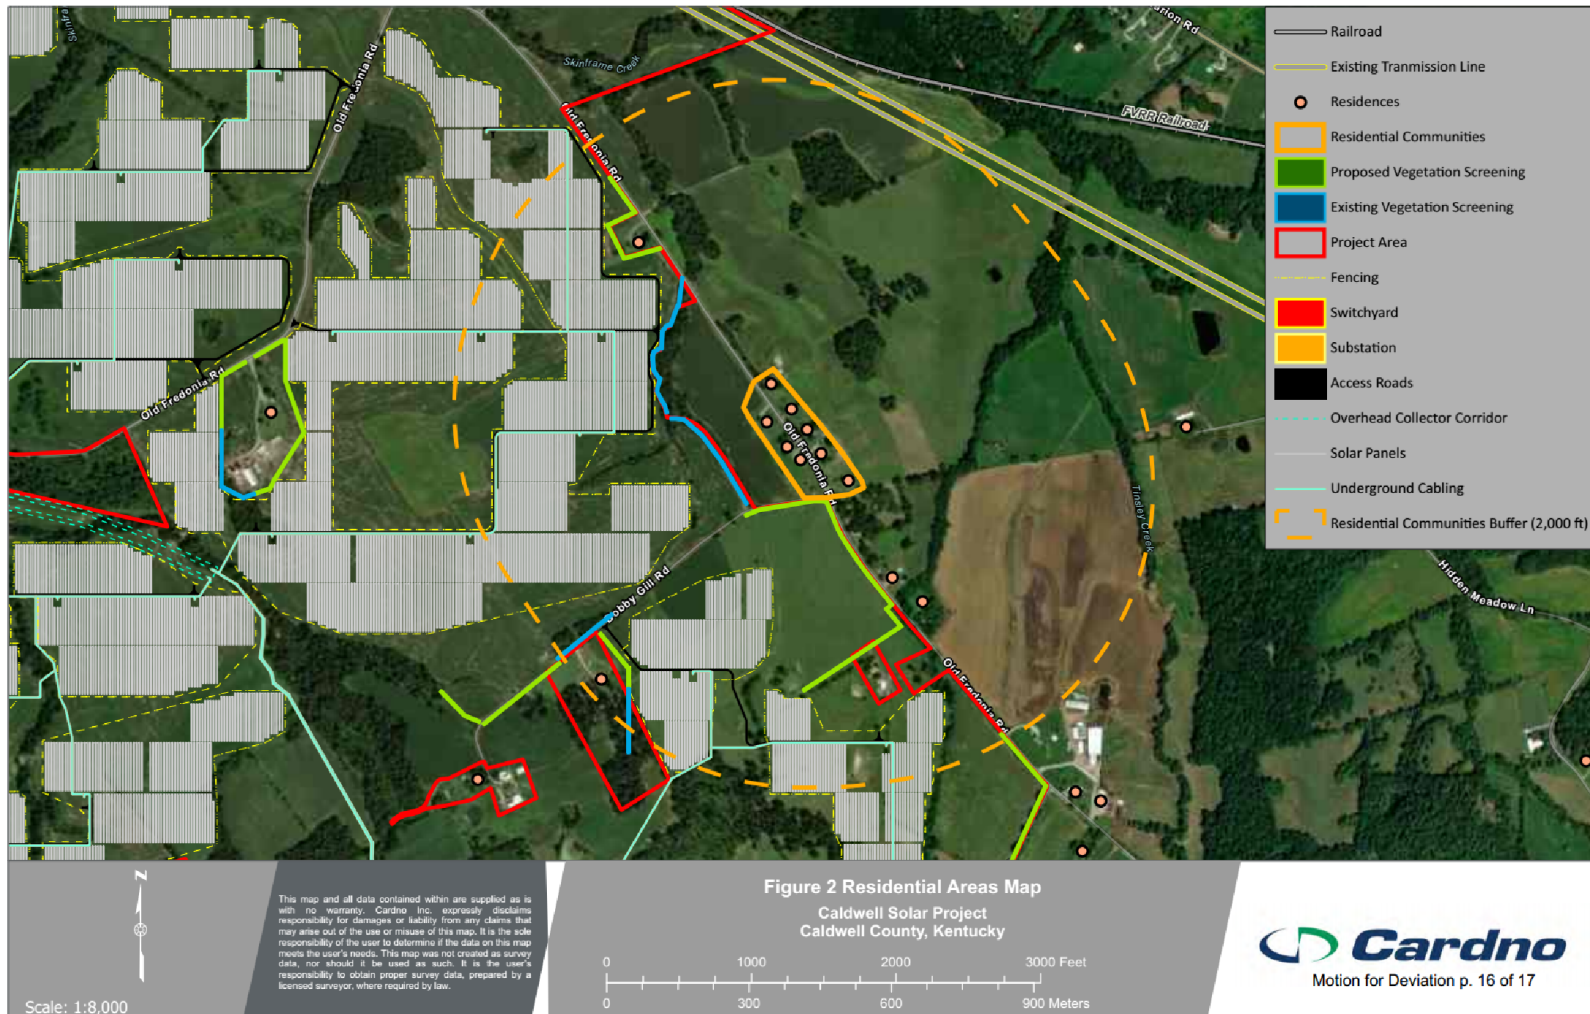 Skinframe Creek
Old Fredonia Rd
arion Rd
FVRR Railroad
Old Fredonia Rd
Old Fredonia Rd
Old Fredonia Rd
Tinsley Creek
Bobby Gill Rd
Old Fredonia Rd
Hidden Meadow Ln
Railroad
Existing Tranmission Line
Residences
Residential Communities
Proposed Vegetation Screening
Existing Vegetation Screening
Project Area
Fencing
Switchyard
Substation
Access Roads
Overhead Collector Corridor
Solar Panels
Underground Cabling
Residential Communities Buffer (2,000 ft)
N
Scale: 1:8,000
This map and all data contained within are supplied as is
with no warranty. Cardno Inc. expressly disclaims
responsibility for damages or liability from any claims that
may arise out of the use or misuse of this map. It is the sole
responsibility of the user to determine if the data on this map
meets the user's needs. This map was not created as survey
data, nor should it be used as such. It is the user's
responsibility to obtain proper survey data, prepared by a
licensed surveyor, where required by law.
Figure 2 Residential Areas Map
Caldwell Solar Project
Caldwell County, Kentucky
0 1000 2000 3000 Feet
0 300 600 900 Meters
Cardno
Motion for Deviation p. 16 of 17